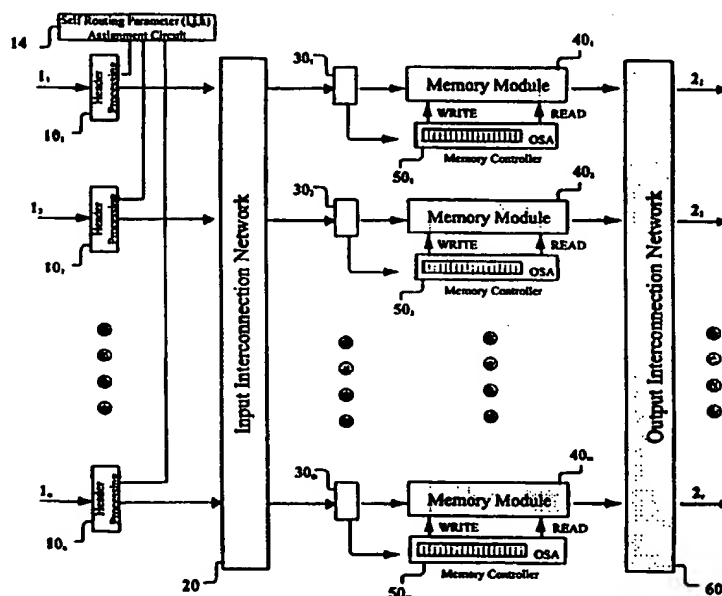 Self Routing Parameter (i,j,k)
Assignment Circuit
14
1₁
Header
Processing
10₁
30₁
40₁
Memory Module
WRITE
READ
OSA
50₁
Memory Controller
2₁
1₂
Header
Processing
10₂
30₂
40₂
Memory Module
WRITE
READ
OSA
50₂
Memory Controller
2₂
Input Interconnection Network
Output Interconnection Network
1ₙ
Header
Processing
10ₙ
30ₘ
40ₘ
Memory Module
WRITE
READ
OSA
50ₘ
Memory Controller
2ₙ
20
60